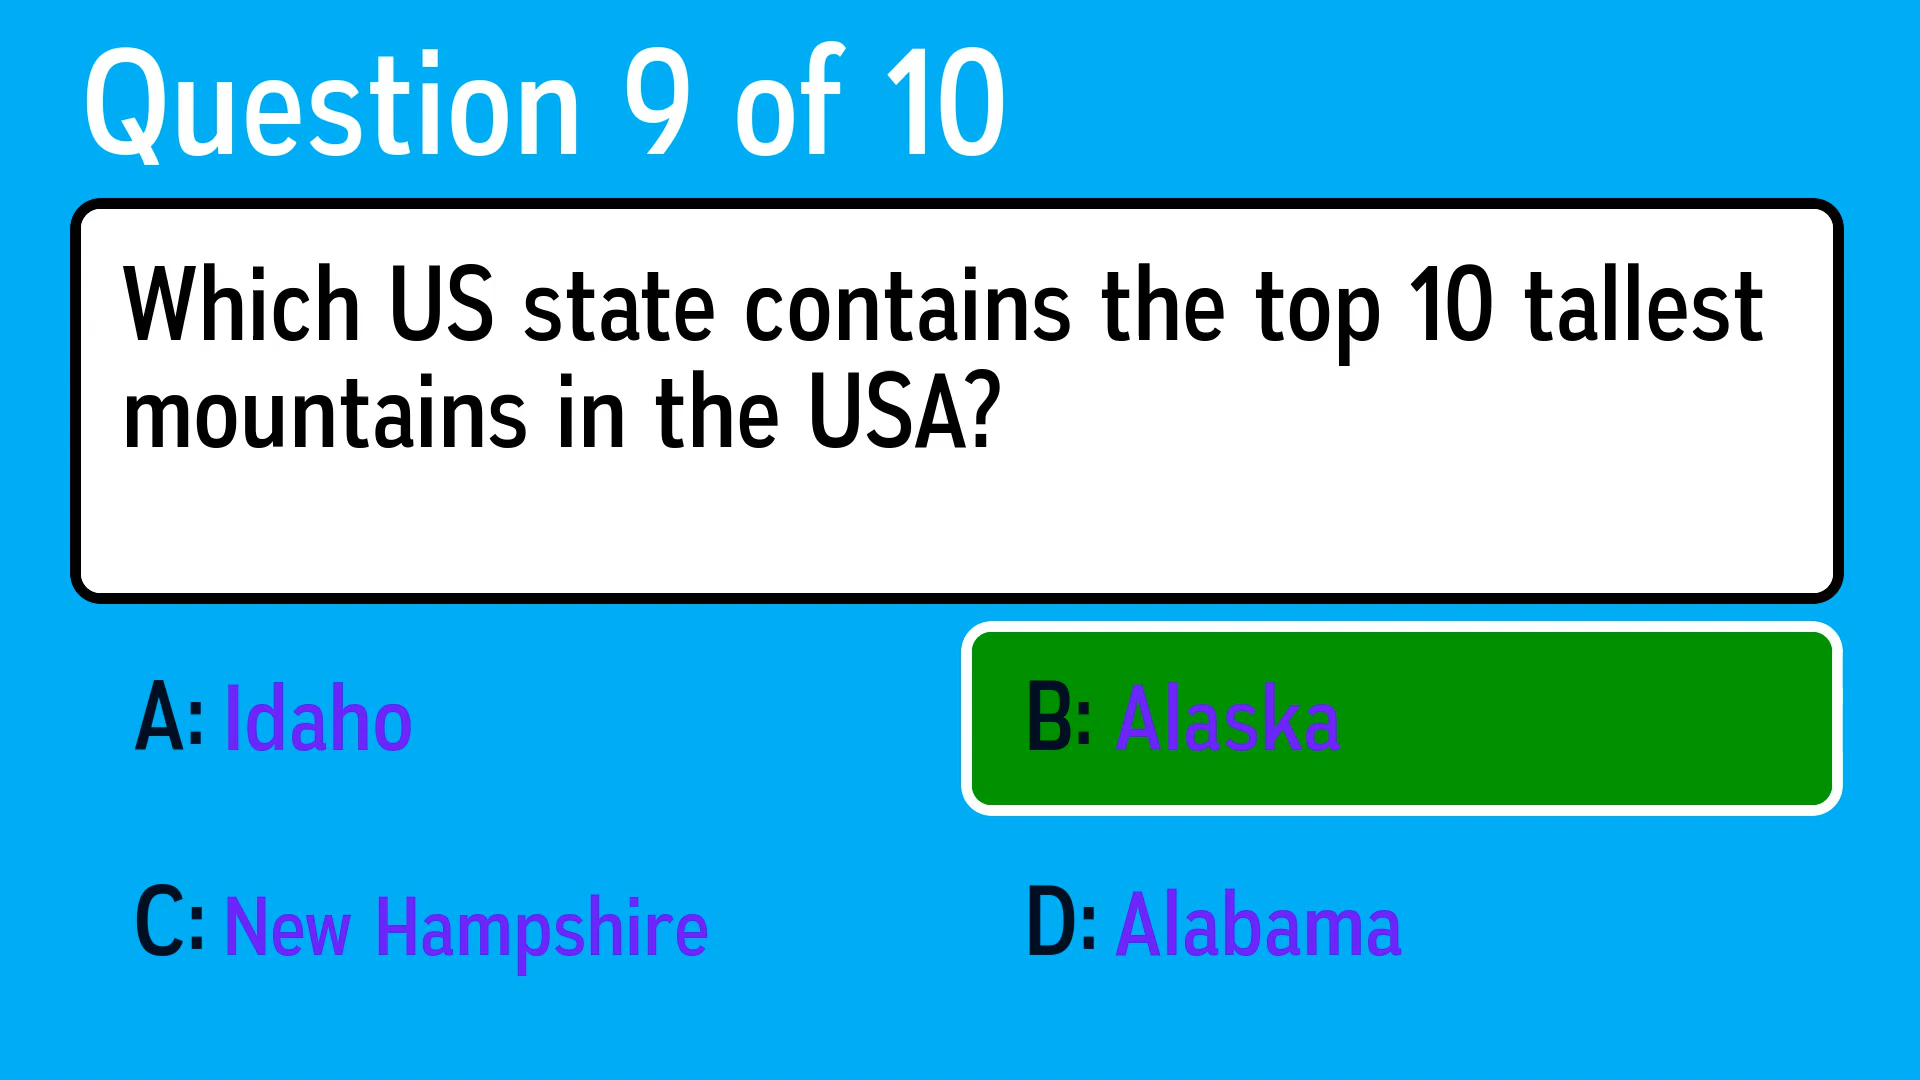 Question 9 of 10
Which US state contains the top 10 tallest
mountains in the USA?
A: Idaho
B: Alaska
C: New Hampshire
D: Alabama